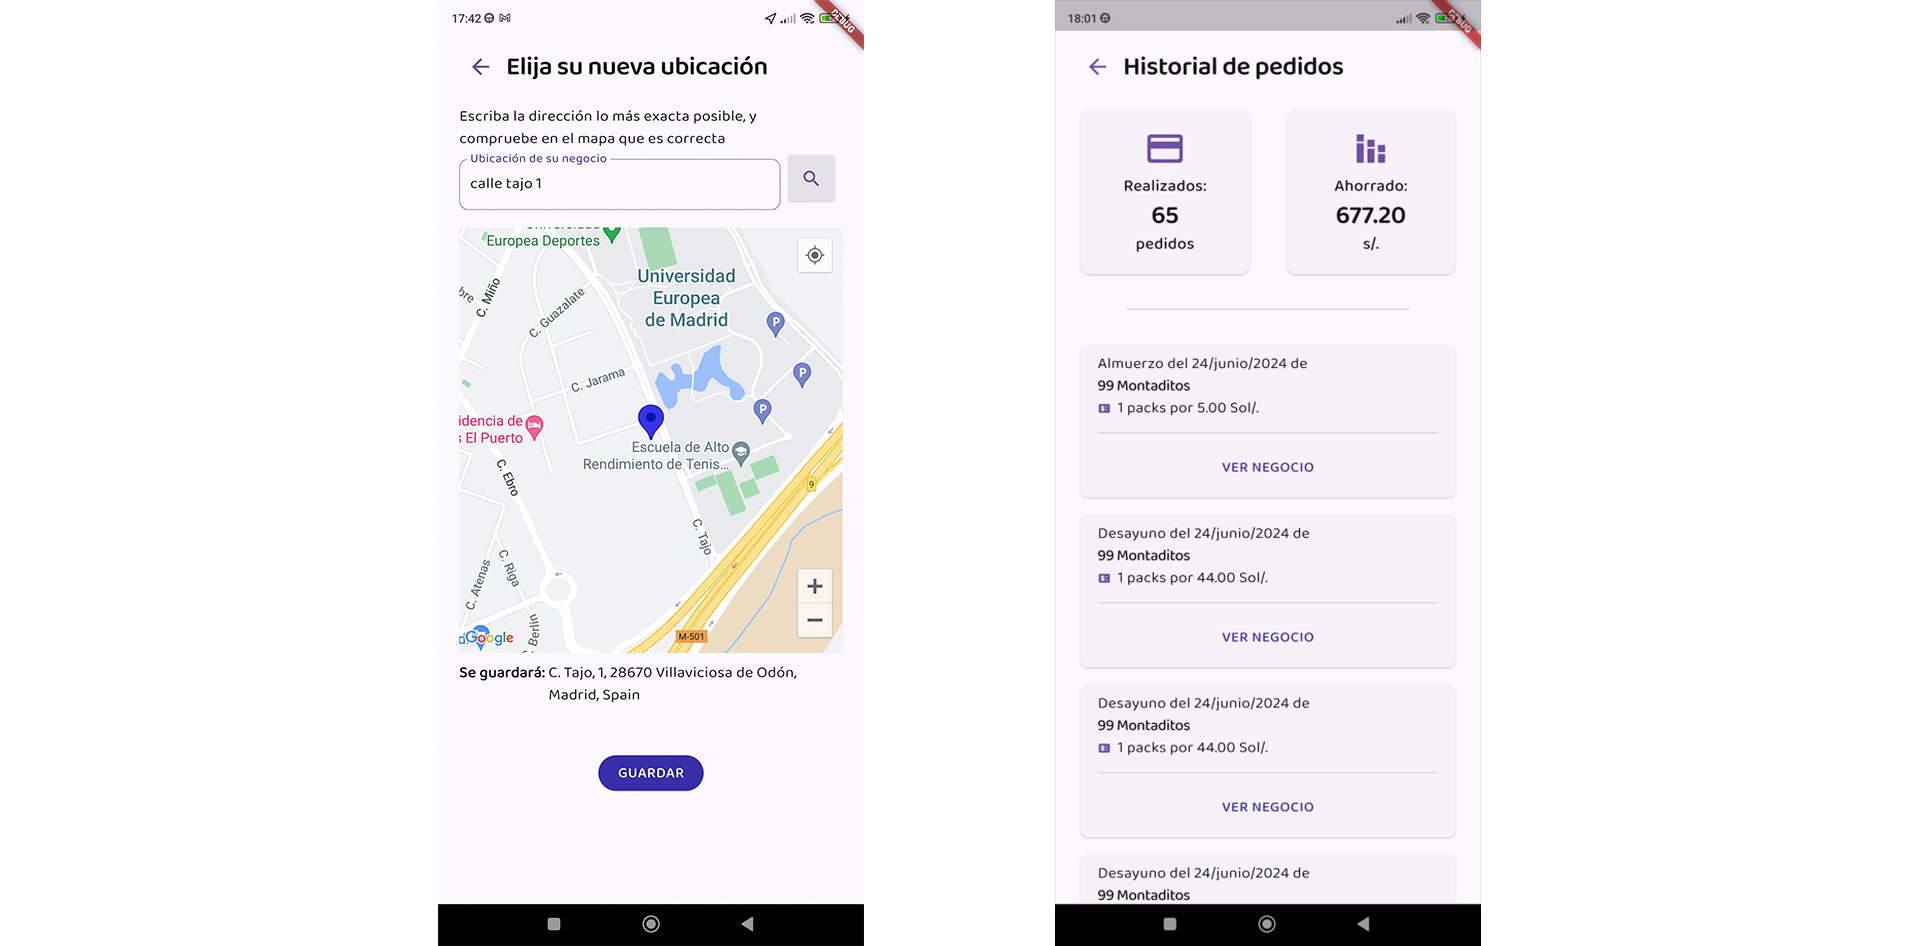 17:42
DEBUG
Elija su nueva ubicación
Escriba la dirección lo más exacta posible, y
compruebe en el mapa que es correcta
Ubicación de su negocio
calle tajo 1
Universidad
Europea Deportes
Universidad
Europea
de Madrid
C. Miño
C. Guazalate
P
P
C. Jarama
P
idencia de
s El Puerto
Escuela de Alto
Rendimiento de Tenis...
C. Ebro
9
C. Tajo
C. Riga
C. Atenas
C. Berlín
Google
M-501
+
−
Se guardará: C. Tajo, 1, 28670 Villaviciosa de Odón,
Madrid, Spain
GUARDAR
18:01
DEBUG
Historial de pedidos
Realizados:
65
pedidos
Ahorrado:
677.20
s/.
Almuerzo del 24/junio/2024 de
99 Montaditos
1 packs por 5.00 Sol/.
VER NEGOCIO
Desayuno del 24/junio/2024 de
99 Montaditos
1 packs por 44.00 Sol/.
VER NEGOCIO
Desayuno del 24/junio/2024 de
99 Montaditos
1 packs por 44.00 Sol/.
VER NEGOCIO
Desayuno del 24/junio/2024 de
99 Montaditos